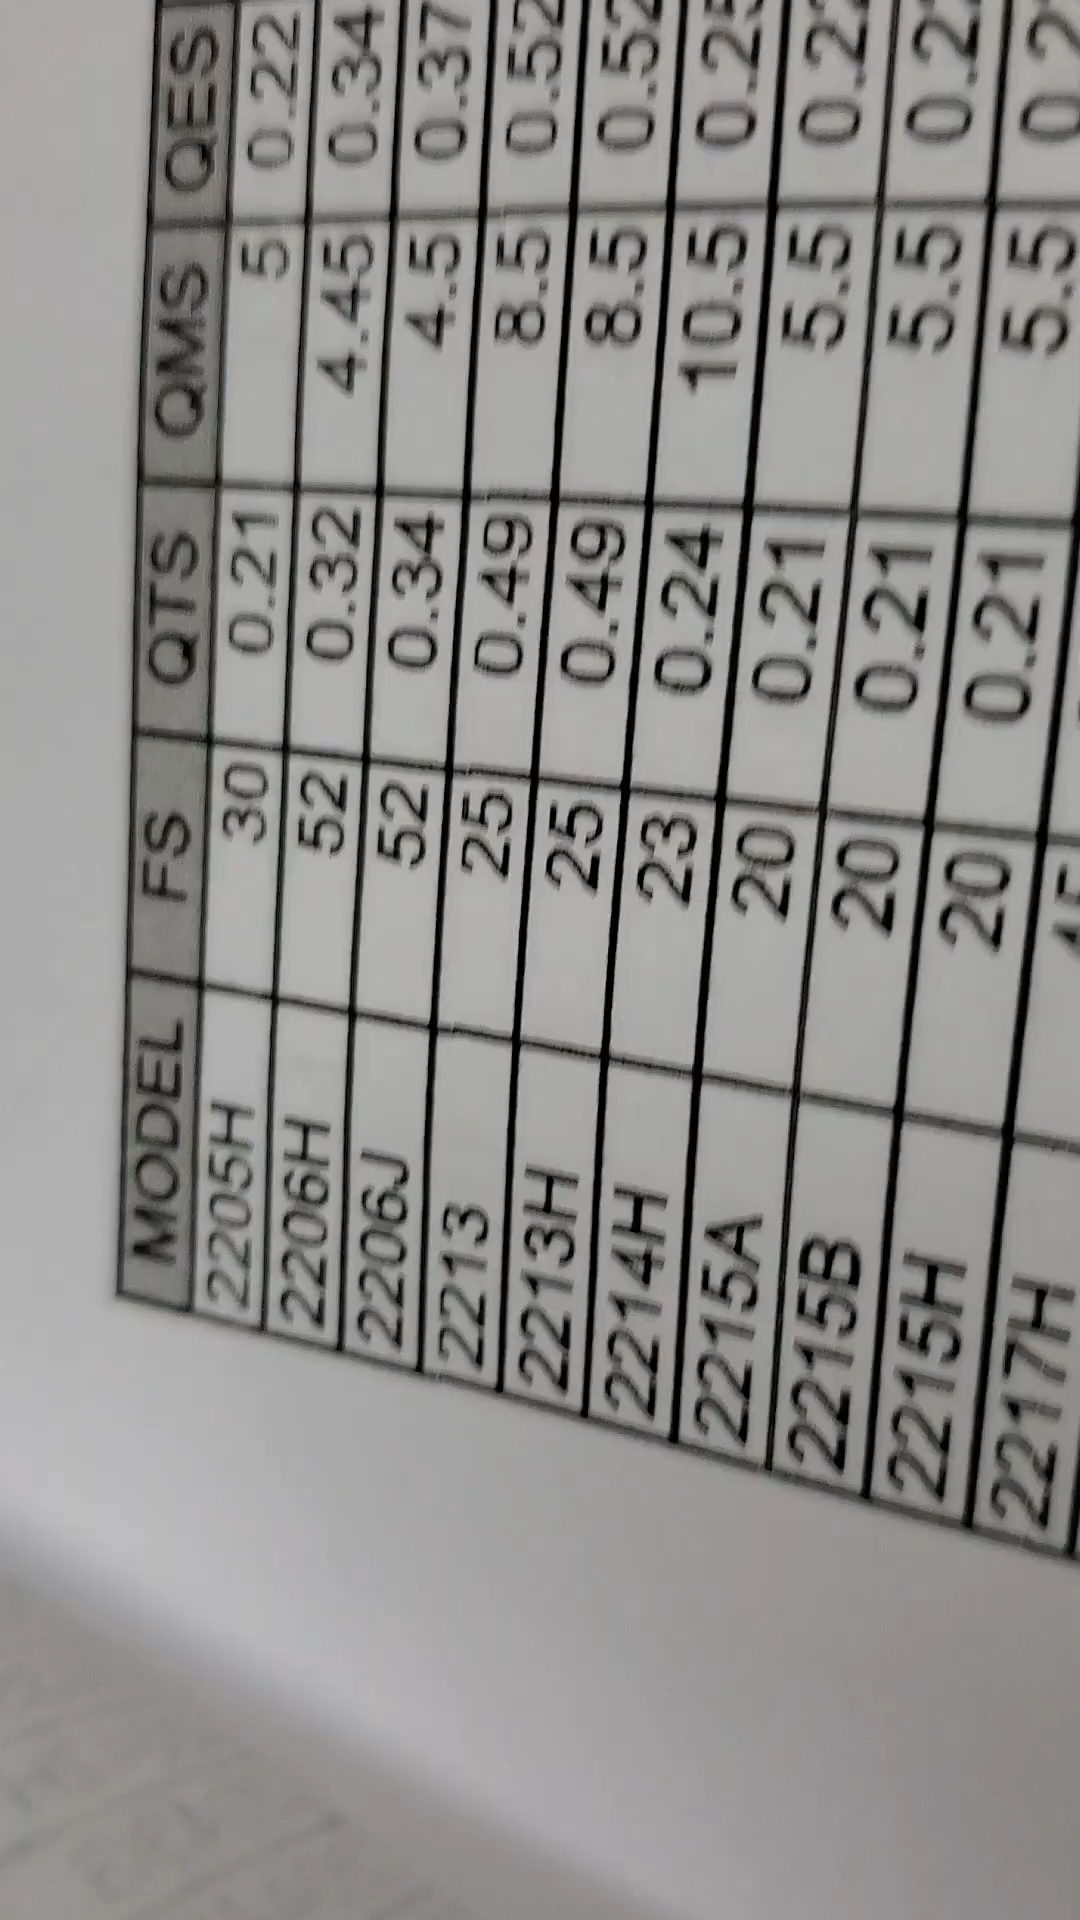 MODEL FS QTS QMS QES
2205H 30 0.21 5 0.22
2206H 52 0.32 4.45 0.34
2206J 52 0.34 4.5 0.37
2213 25 0.49 8.5 0.52
2213H 25 0.49 8.5 0.52
2214H 23 0.24 10.5 0.25
2215A 20 0.21 5.5 0.22
2215B 20 0.21 5.5 0.2
2215H 20 0.21 5.5 0.2
2217H